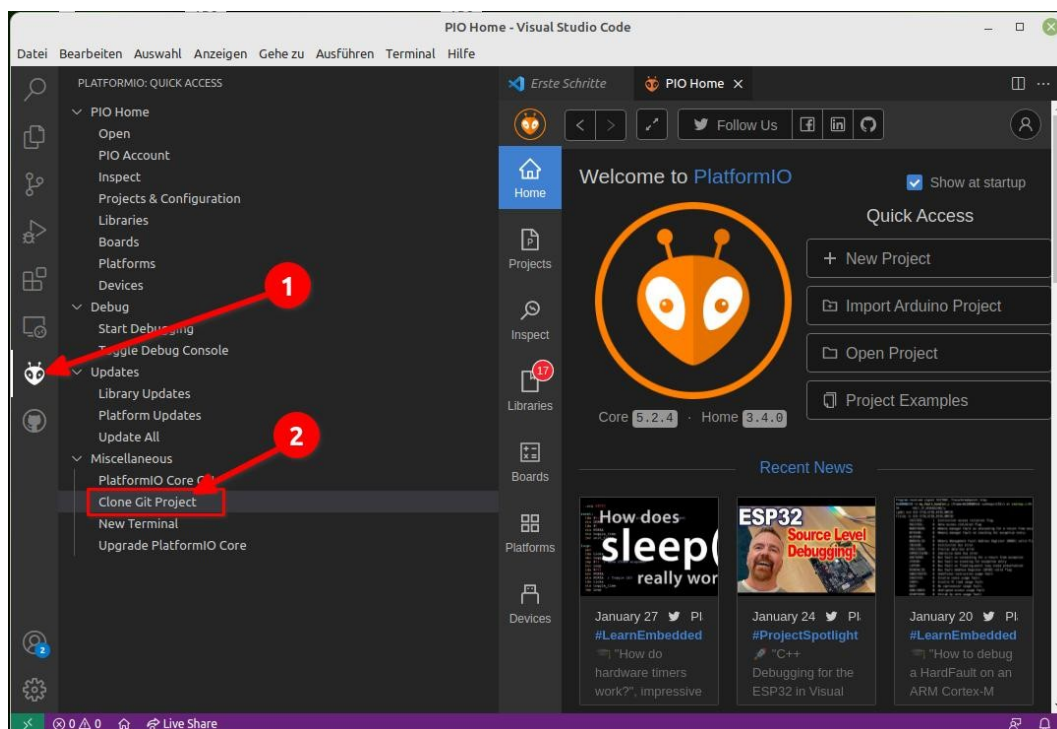 PIO Home - Visual Studio Code
Datei Bearbeiten Auswahl Anzeigen Gehe zu Ausführen Terminal Hilfe
PLATFORMIO: QUICK ACCESS
PIO Home
Open
PIO Account
Inspect
Projects & Configuration
Libraries
Boards
Platforms
Devices
Debug
Start Debugging
Toggle Debug Console
Updates
Library Updates
Platform Updates
Update All
Miscellaneous
PlatformIO Core
Clone Git Project
New Terminal
Upgrade PlatformIO Core
1
2
2
Erste Schritte
PIO Home
Follow Us
Home
Projects
Inspect
17
Libraries
Boards
Platforms
Devices
Welcome to PlatformIO
Show at startup
Quick Access
New Project
Import Arduino Project
Open Project
Project Examples
Core 5.2.4 · Home 3.4.0
Recent News
How does
sleep(
really wor
January 27 Pl
#LearnEmbedded
"How do
hardware timers
work?", impressive
ESP32
Source Level
Debugging!
January 24 Pl
#ProjectSpotlight
"C++
Debugging for the
ESP32 in Visual
January 20 Pl
#LearnEmbedded
"How to debug
a HardFault on an
ARM Cortex-M
0 0 Live Share